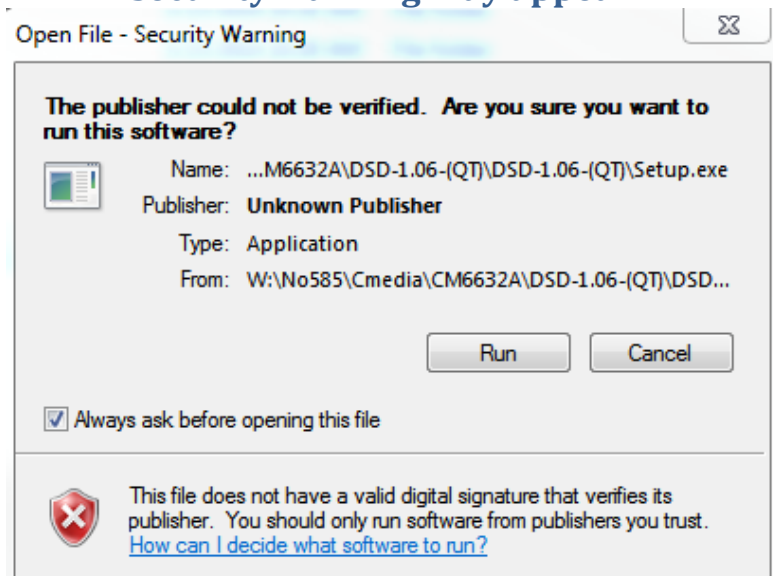 Open File - Security Warning
The publisher could not be verified. Are you sure you want to
run this software?
Name: ...M6632A\DSD-1.06-(QT)\DSD-1.06-(QT)\Setup.exe
Publisher: Unknown Publisher
Type: Application
From: W:\No585\Cmedia\CM6632A\DSD-1.06-(QT)\DSD...
Run Cancel
Always ask before opening this file
This file does not have a valid digital signature that verifies its
publisher. You should only run software from publishers you trust.
How can I decide what software to run?